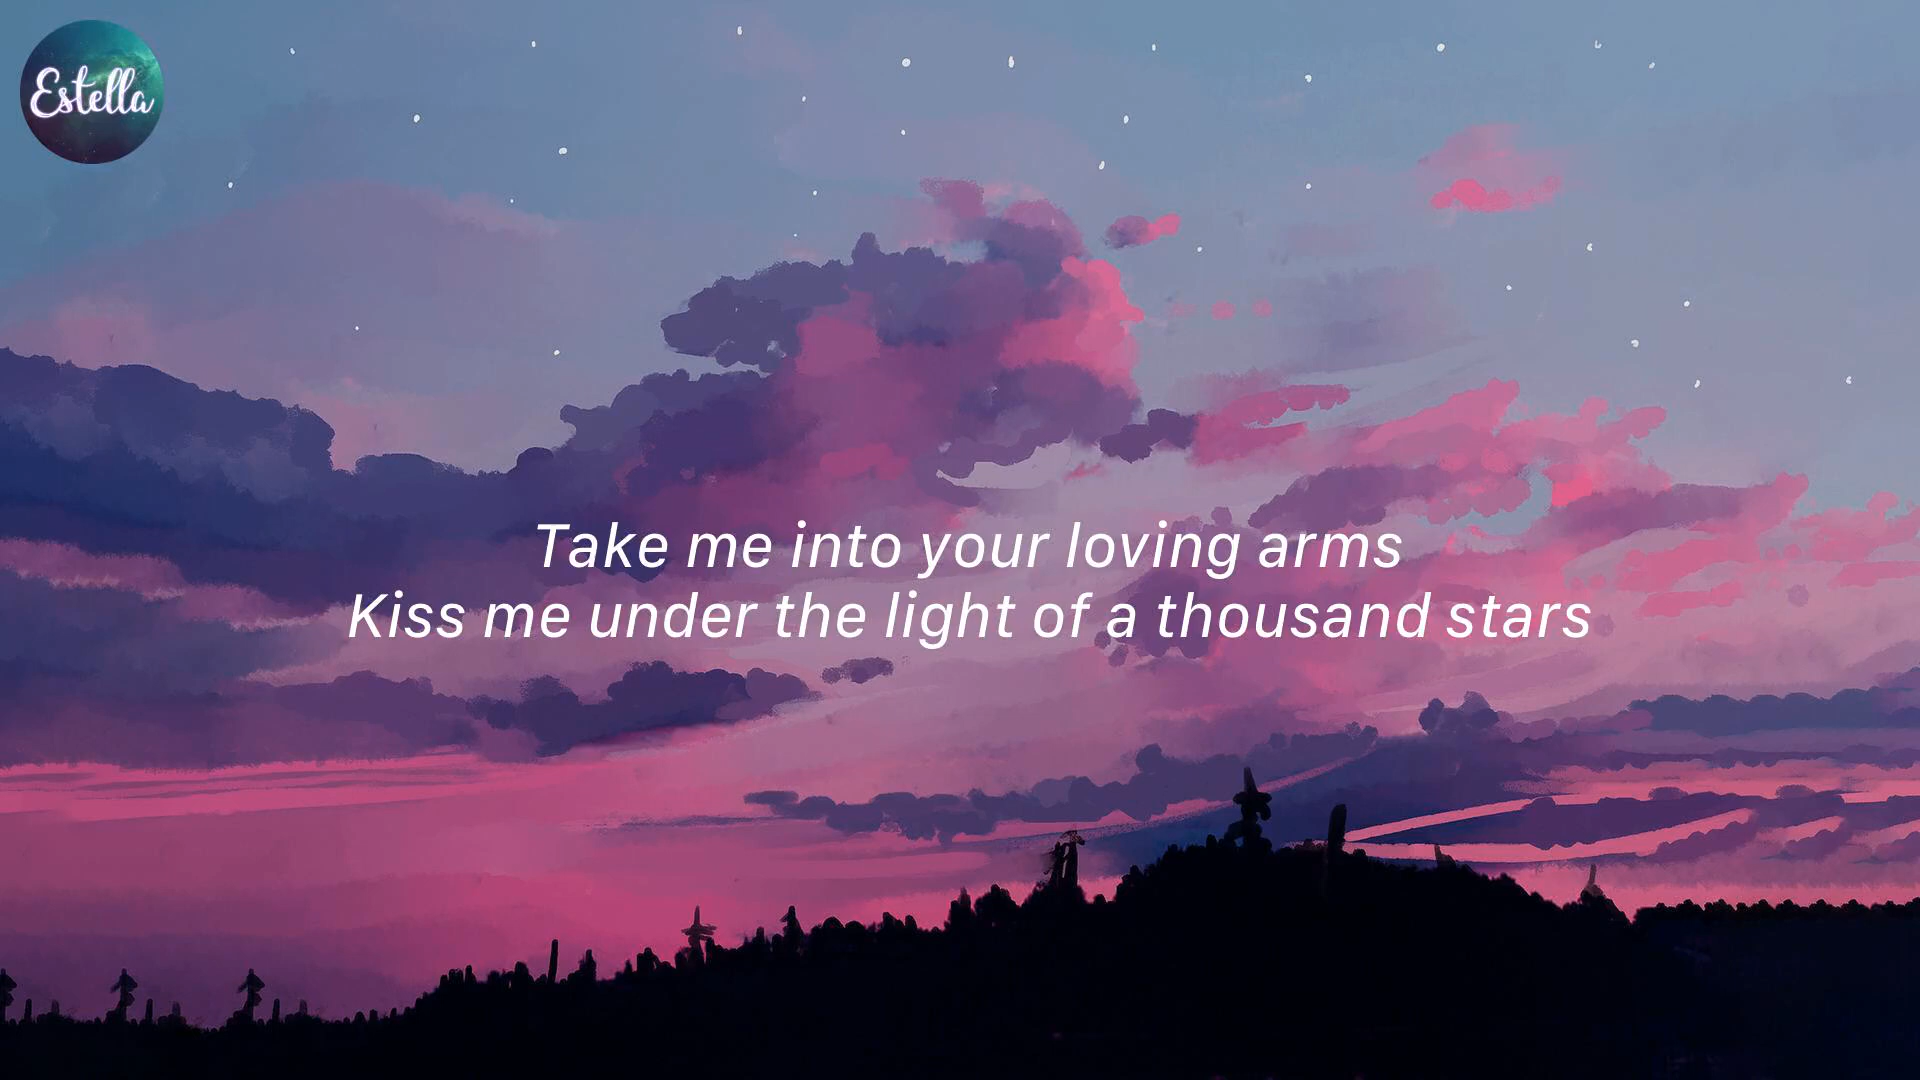 Estella
Take me into your loving arms
Kiss me under the light of a thousand stars